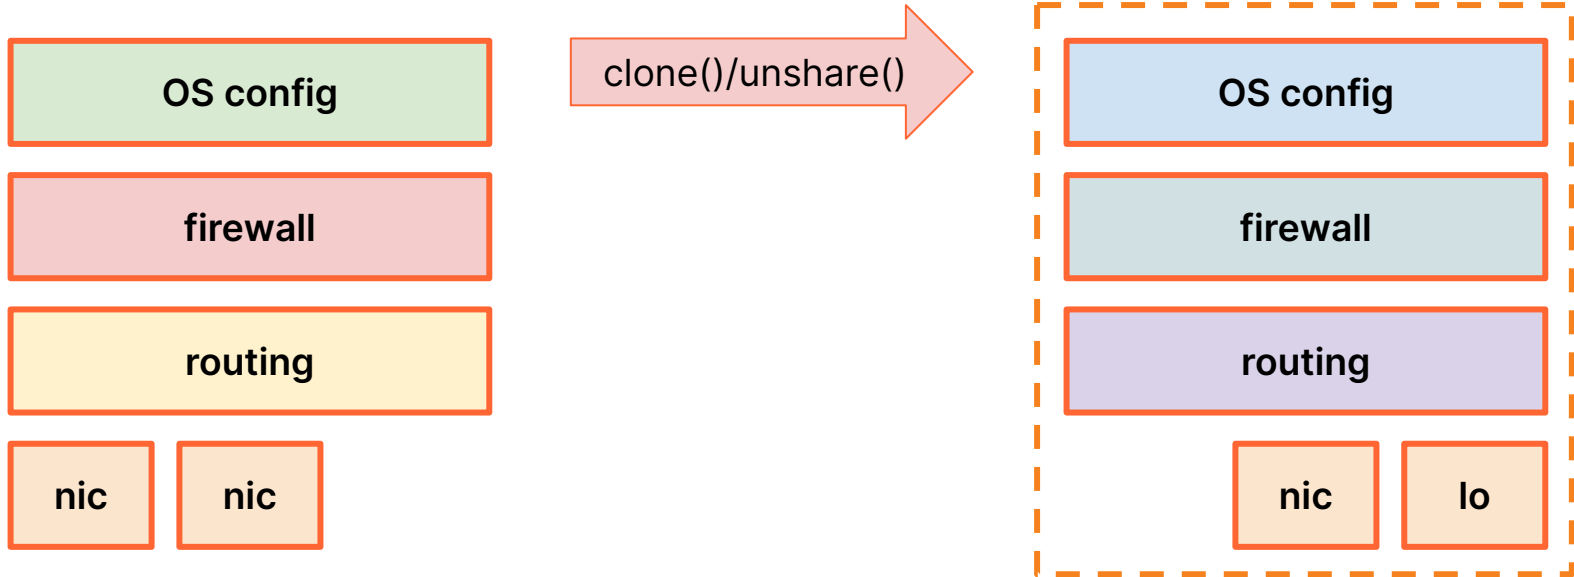 OS config
firewall
routing
nic
nic
clone()/unshare()
OS config
firewall
routing
nic
lo